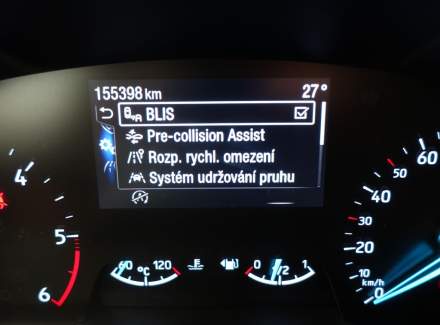 155398 km 27°
BLIS
Pre-collision Assist
Rozp. rychl. omezení
Systém udržování pruhu
4
5
6
60 °C 120
0 1/2 1
60
50
40
30
20
10
km/h
0